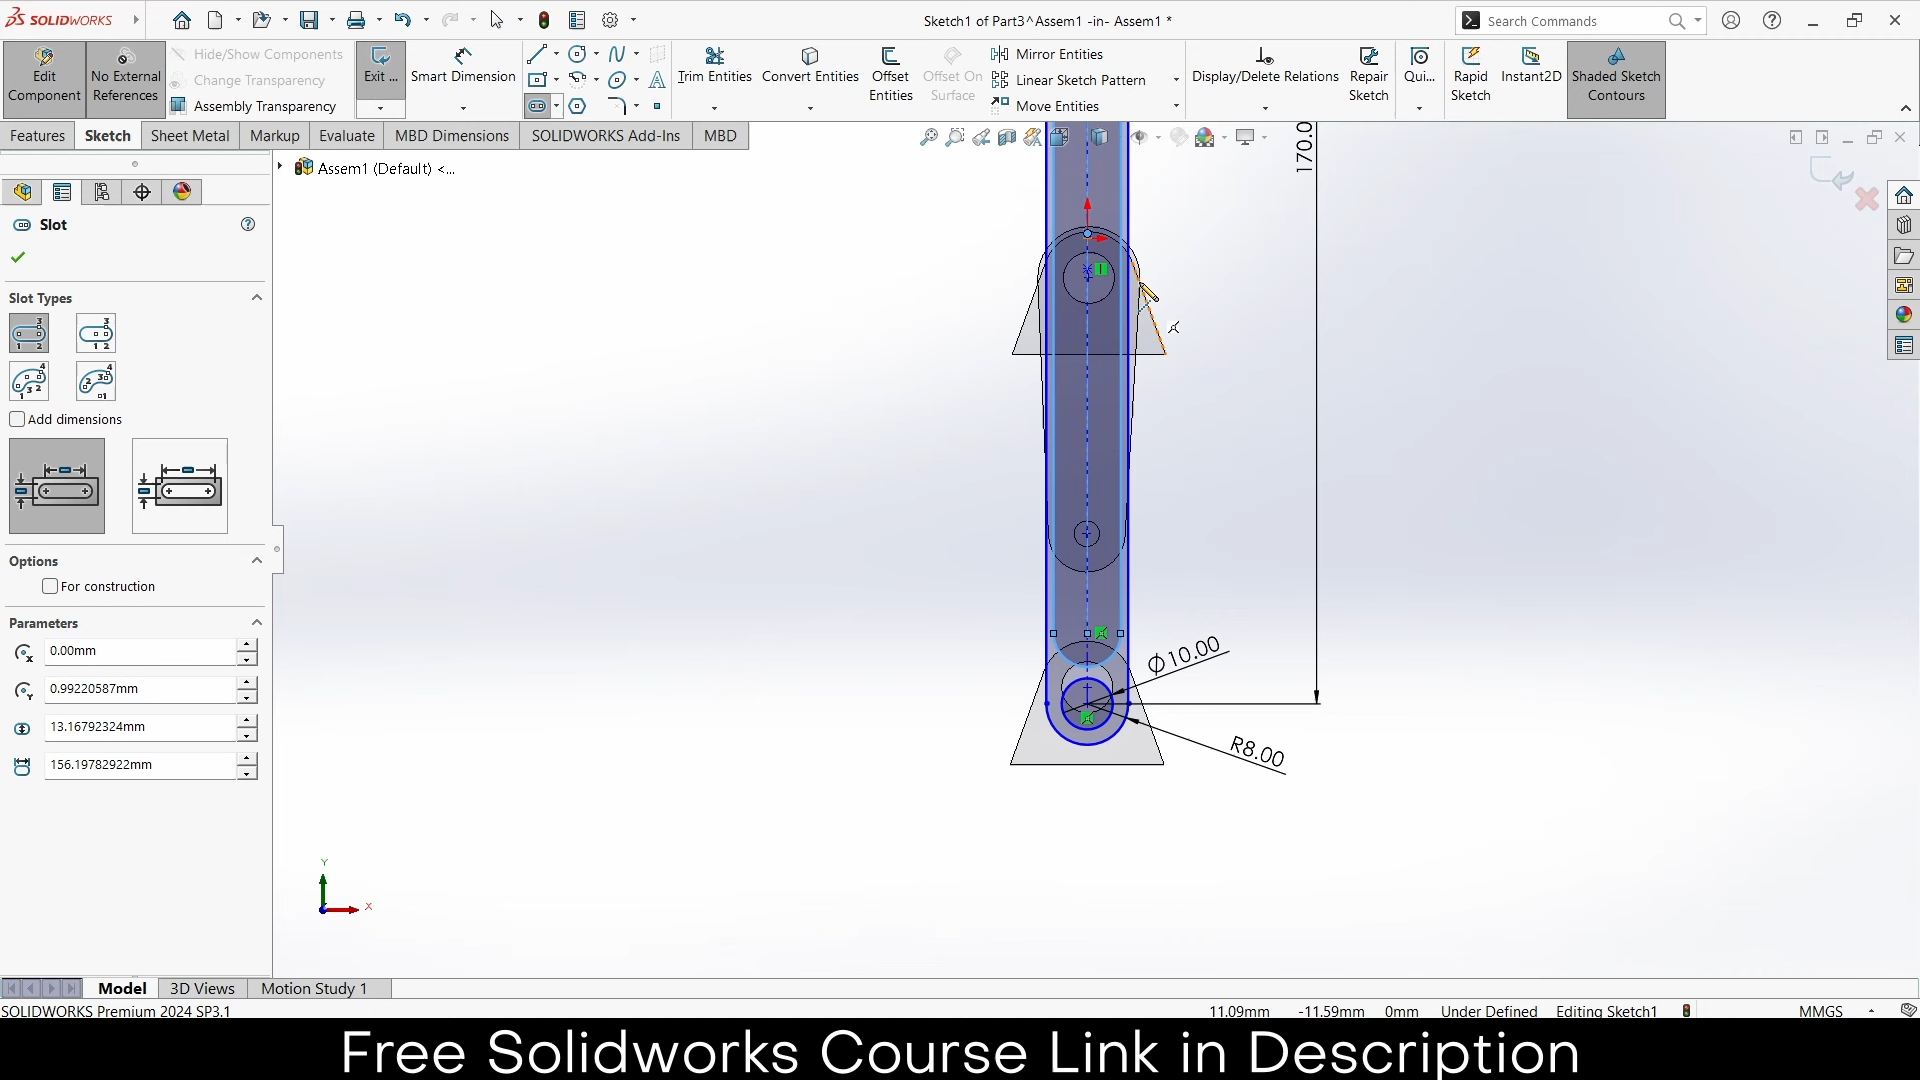 SOLIDWORKS
Sketch1 of Part3^Assem1 -in- Assem1 *
Search Commands
Edit
Component
No External
References
Hide/Show Components
Change Transparency
Assembly Transparency
Exit ...
Smart Dimension
Trim Entities
Convert Entities
Offset
Entities
Offset On
Surface
Mirror Entities
Linear Sketch Pattern
Move Entities
Display/Delete Relations
Repair
Sketch
Qui...
Rapid
Sketch
Instant2D
Shaded Sketch
Contours
Features
Sketch
Sheet Metal
Markup
Evaluate
MBD Dimensions
SOLIDWORKS Add-Ins
MBD
Assem1 (Default) <...
Slot
Slot Types
Add dimensions
Options
For construction
Parameters
0.00mm
0.99220587mm
13.16792324mm
156.19782922mm
170.0
Ø10.00
R8.00
Y
X
Model
3D Views
Motion Study 1
SOLIDWORKS Premium 2024 SP3.1
11.09mm
-11.59mm
0mm
Under Defined
Editing Sketch1
MMGS
Free Solidworks Course Link in Description